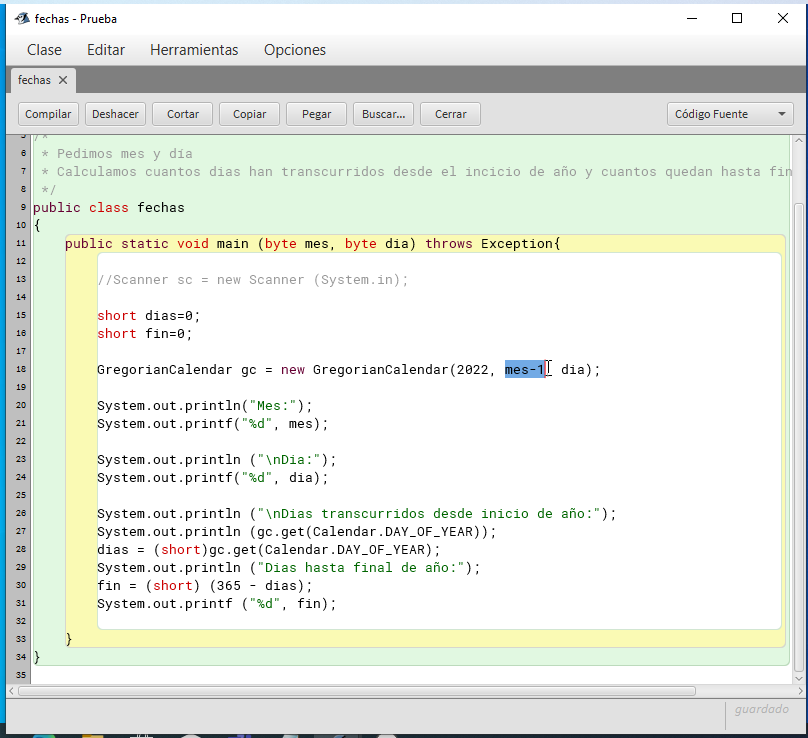 fechas - Prueba
Clase Editar Herramientas Opciones
fechas
Compilar Deshacer Cortar Copiar Pegar Buscar... Cerrar Código Fuente
5 /*
6 * Pedimos mes y día
7 * Calculamos cuantos dias han transcurridos desde el incicio de año y cuantos quedan hasta fin
8 */
9 public class fechas
10 {
11 public static void main (byte mes, byte dia) throws Exception{
12
13 //Scanner sc = new Scanner (System.in);
14
15 short dias=0;
16 short fin=0;
17
18 GregorianCalendar gc = new GregorianCalendar(2022, mes-1, dia);
19
20 System.out.println("Mes:");
21 System.out.printf("%d", mes);
22
23 System.out.println ("\nDia:");
24 System.out.printf("%d", dia);
25
26 System.out.println ("\nDias transcurridos desde inicio de año:");
27 System.out.println (gc.get(Calendar.DAY_OF_YEAR));
28 dias = (short)gc.get(Calendar.DAY_OF_YEAR);
29 System.out.println ("Dias hasta final de año:");
30 fin = (short) (365 - dias);
31 System.out.printf ("%d", fin);
32
33 }
34 }
35
guardado